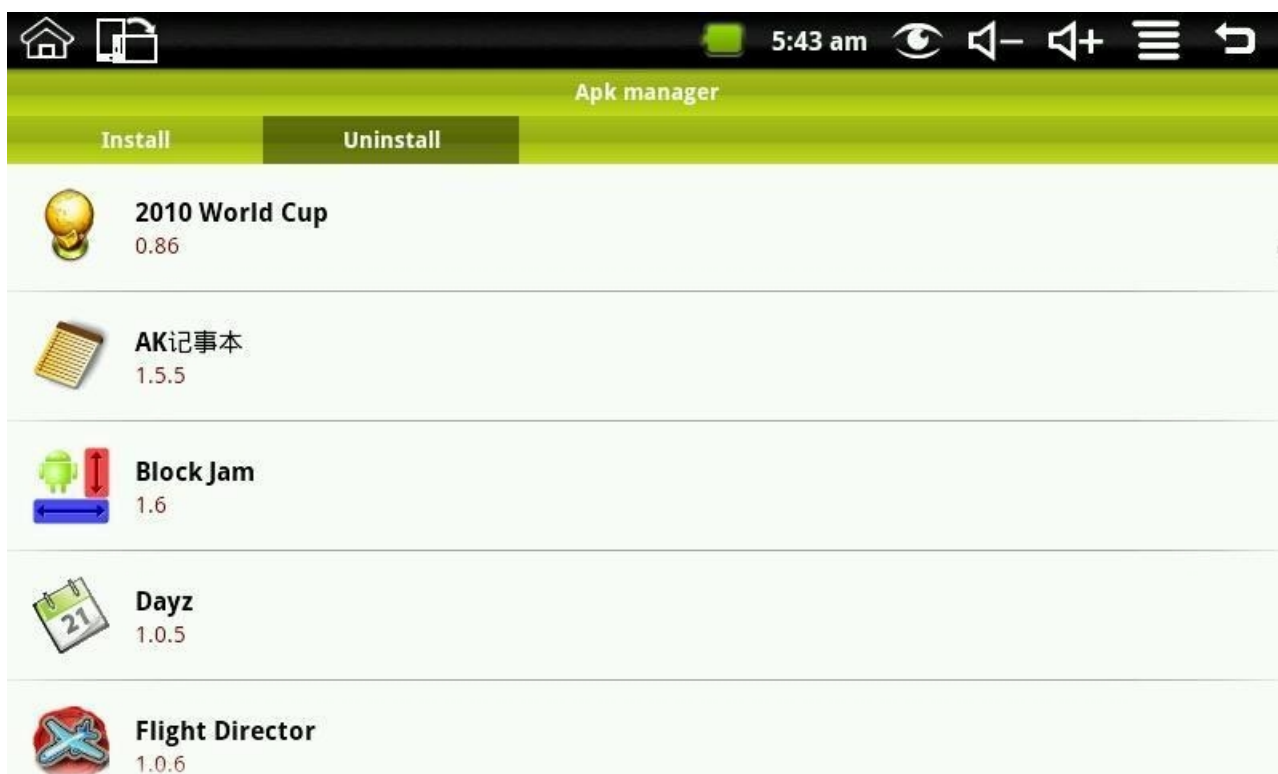 5:43 am
Apk manager
Install Uninstall
2010 World Cup
0.86
AK记事本
1.5.5
Block Jam
1.6
21
Dayz
1.0.5
Flight Director
1.0.6